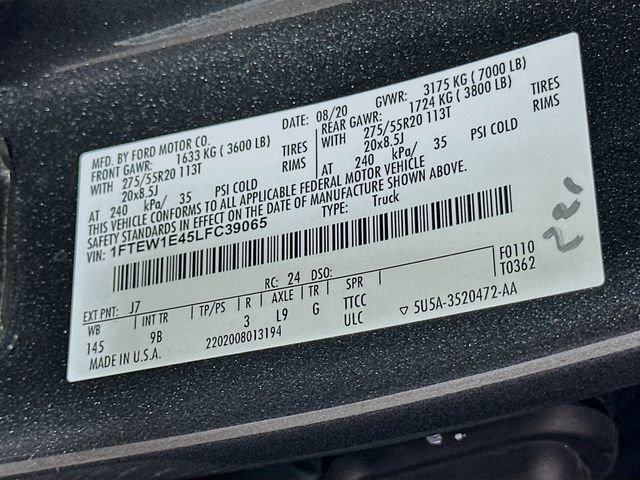 MFD. BY FORD MOTOR CO. DATE: 08/20 GVWR: 3175 KG ( 7000 LB)
FRONT GAWR: 1633 KG ( 3600 LB) REAR GAWR: 1724 KG ( 3800 LB)
WITH 275/55R20 113T TIRES WITH 275/55R20 113T TIRES
20x8.5J RIMS 20x8.5J RIMS
AT 240 kPa/ 35 PSI COLD AT 240 kPa/ 35 PSI COLD
THIS VEHICLE CONFORMS TO ALL APPLICABLE FEDERAL MOTOR VEHICLE
SAFETY STANDARDS IN EFFECT ON THE DATE OF MANUFACTURE SHOWN ABOVE.
VIN: 1FTEW1E45LFC39065 TYPE: Truck
221
F0110
T0362
EXT PNT: J7 RC: 24 DSO:
WB INT TR TP/PS R AXLE TR SPR
145 9B 3 L9 G TTCC
ULC
▽ 5U5A-3520472-AA
MADE IN U.S.A. 2202008013194